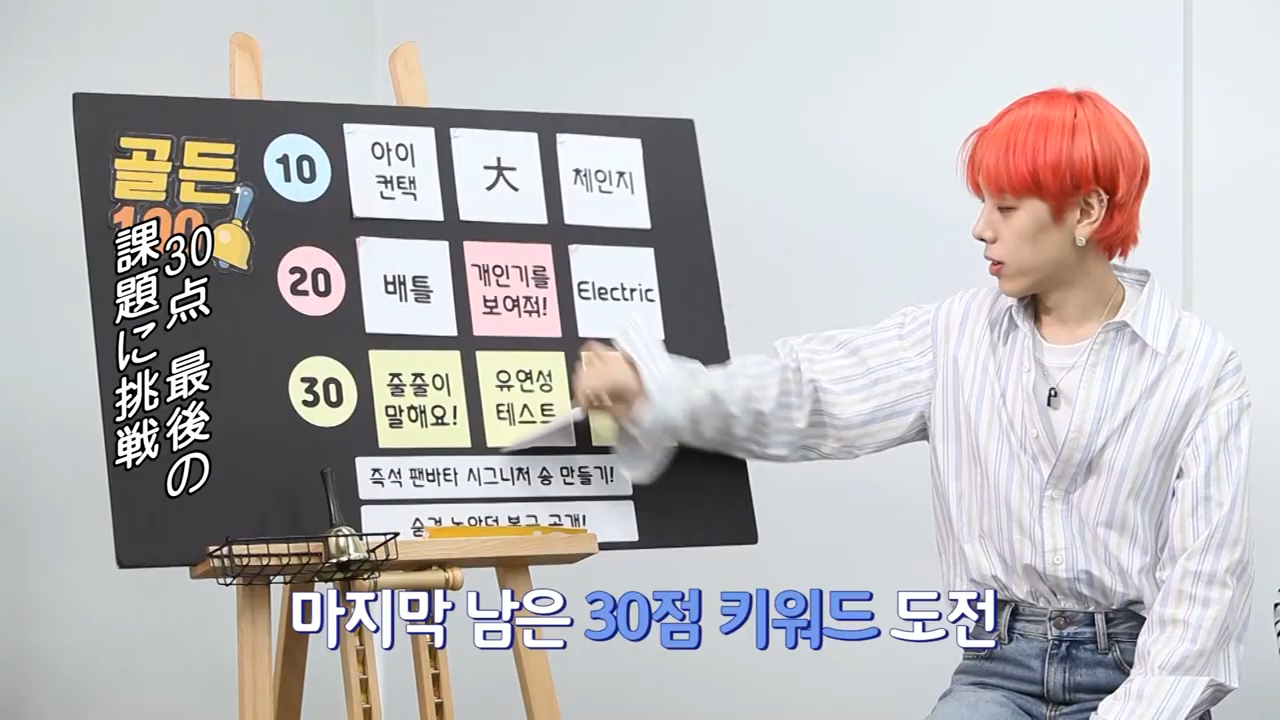 골든
100
10
아이
컨택
大
체인지
20
배틀
개인기를
보여줘!
Electric
30
줄줄이
말해요!
유연성
테스트
즉석 팬바타 시그니처 송 만들기!
30点 最後の
課題に挑戦
마지막 남은 30점 키워드 도전